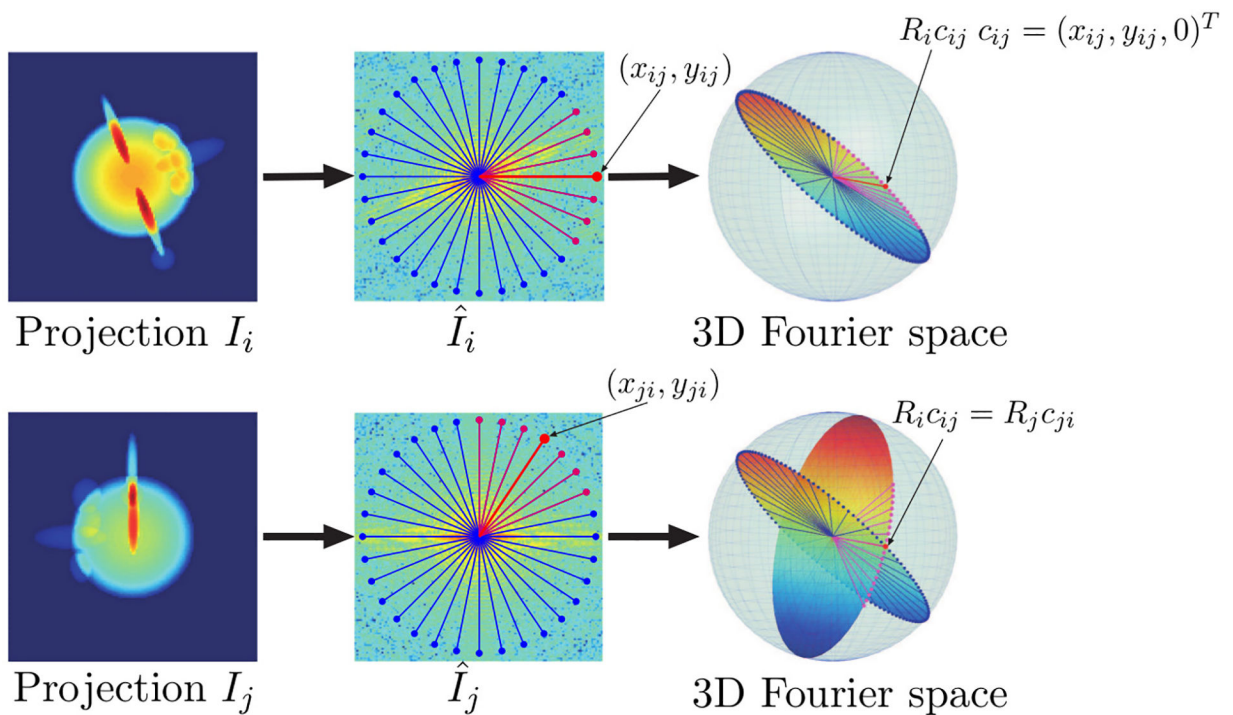 $R_i c_{ij}\ c_{ij} = (x_{ij}, y_{ij}, 0)^T$
$(x_{ij}, y_{ij})$
Projection $I_i$
$\hat{I}_i$
3D Fourier space
$(x_{ji}, y_{ji})$
$R_i c_{ij} = R_j c_{ji}$
Projection $I_j$
$\hat{I}_j$
3D Fourier space